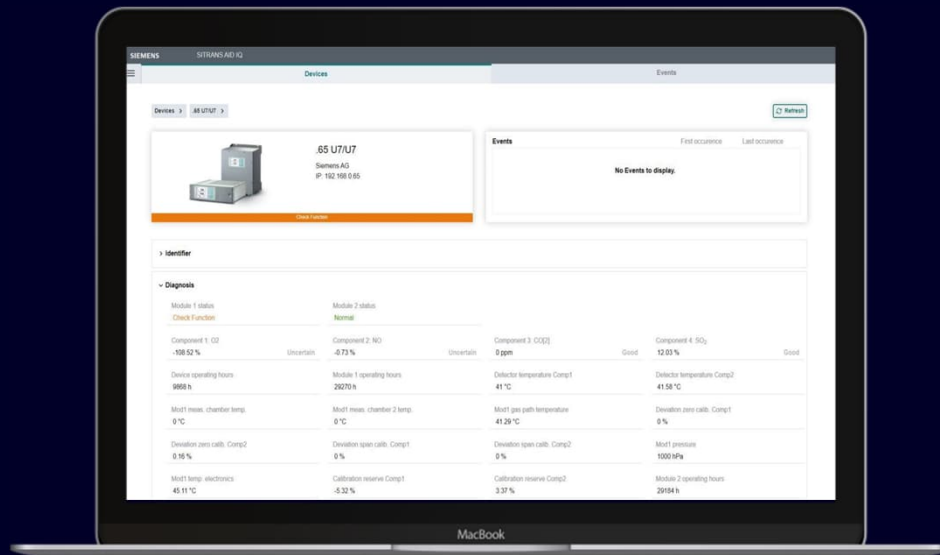 SIEMENS SITRANS AID IQ
Devices Events
Devices > .65 U7/U7 >
Refresh
.65 U7/U7
Siemens AG
IP: 192.168.0.65
Check Function
Events First occurence Last occurence
No Events to display.
> Identifier
Diagnosis
Module 1 status Module 2 status
Check Function Normal
Component 1: O2 Component 2: NO Component 3: CO[2] Component 4: SO₂
-108.52 % Uncertain -0.73 % Uncertain 0 ppm Good 12.03 % Good
Device operating hours Module 1 operating hours Detector temperature Comp1 Detector temperature Comp2
9868 h 29270 h 41 °C 41.58 °C
Mod1 meas. chamber temp. Mod1 meas. chamber 2 temp. Mod1 gas path temperature Deviation zero calib. Comp1
0 °C 0 °C 41.29 °C 0 %
Deviation zero calib. Comp2 Deviation span calib. Comp1 Deviation span calib. Comp2 Mod1 pressure
0.16 % 0 % 0 % 1000 hPa
Mod1 temp. electronics Calibration reserve Comp1 Calibration reserve Comp2 Module 2 operating hours
45.11 °C -5.32 % 3.37 % 29184 h
MacBook